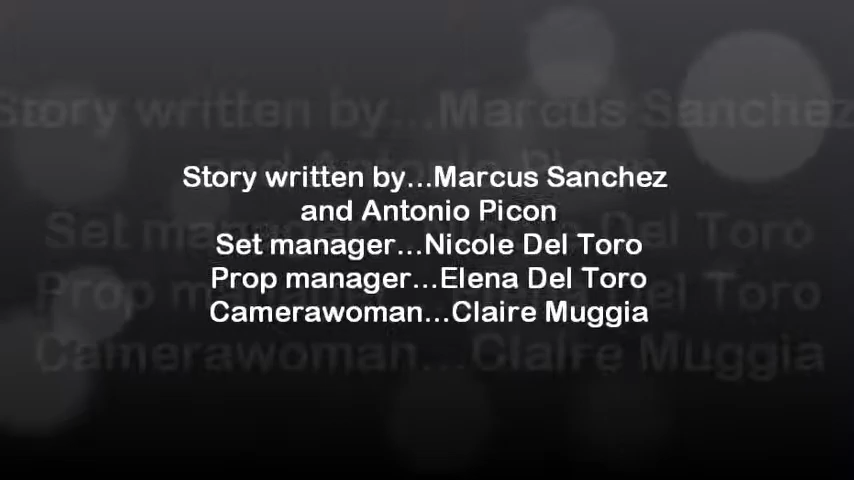 Story written by...Marcus Sanchez
and Antonio Picon
Set manager...Nicole Del Toro
Prop manager...Elena Del Toro
Camerawoman...Claire Muggia